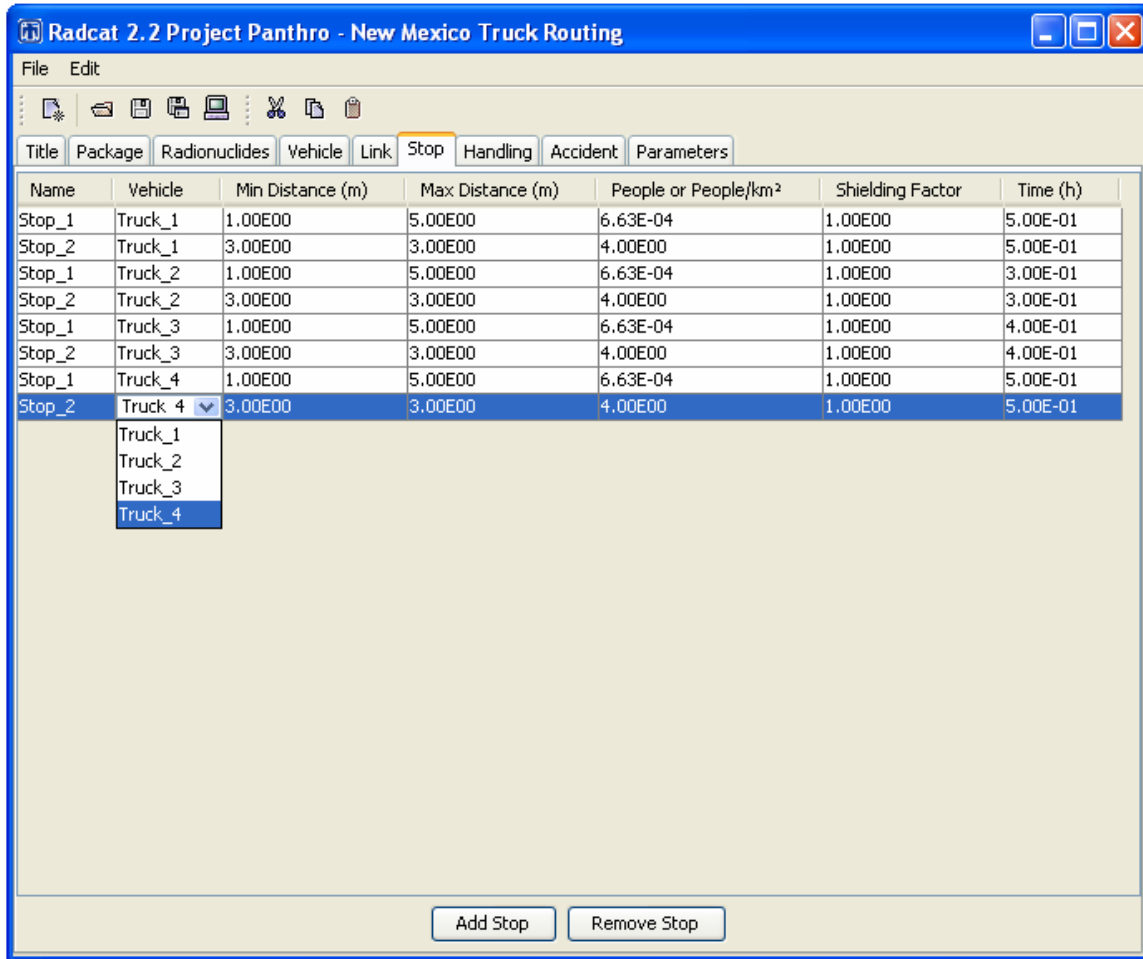 Radcat 2.2 Project Panthro - New Mexico Truck Routing
File Edit
Title Package Radionuclides Vehicle Link Stop Handling Accident Parameters
Name Vehicle Min Distance (m) Max Distance (m) People or People/km² Shielding Factor Time (h)
Stop_1 Truck_1 1.00E00 5.00E00 6.63E-04 1.00E00 5.00E-01
Stop_2 Truck_1 3.00E00 3.00E00 4.00E00 1.00E00 5.00E-01
Stop_1 Truck_2 1.00E00 5.00E00 6.63E-04 1.00E00 3.00E-01
Stop_2 Truck_2 3.00E00 3.00E00 4.00E00 1.00E00 3.00E-01
Stop_1 Truck_3 1.00E00 5.00E00 6.63E-04 1.00E00 4.00E-01
Stop_2 Truck_3 3.00E00 3.00E00 4.00E00 1.00E00 4.00E-01
Stop_1 Truck_4 1.00E00 5.00E00 6.63E-04 1.00E00 5.00E-01
Stop_2 Truck 4 3.00E00 3.00E00 4.00E00 1.00E00 5.00E-01
Truck_1
Truck_2
Truck_3
Truck_4
Add Stop Remove Stop